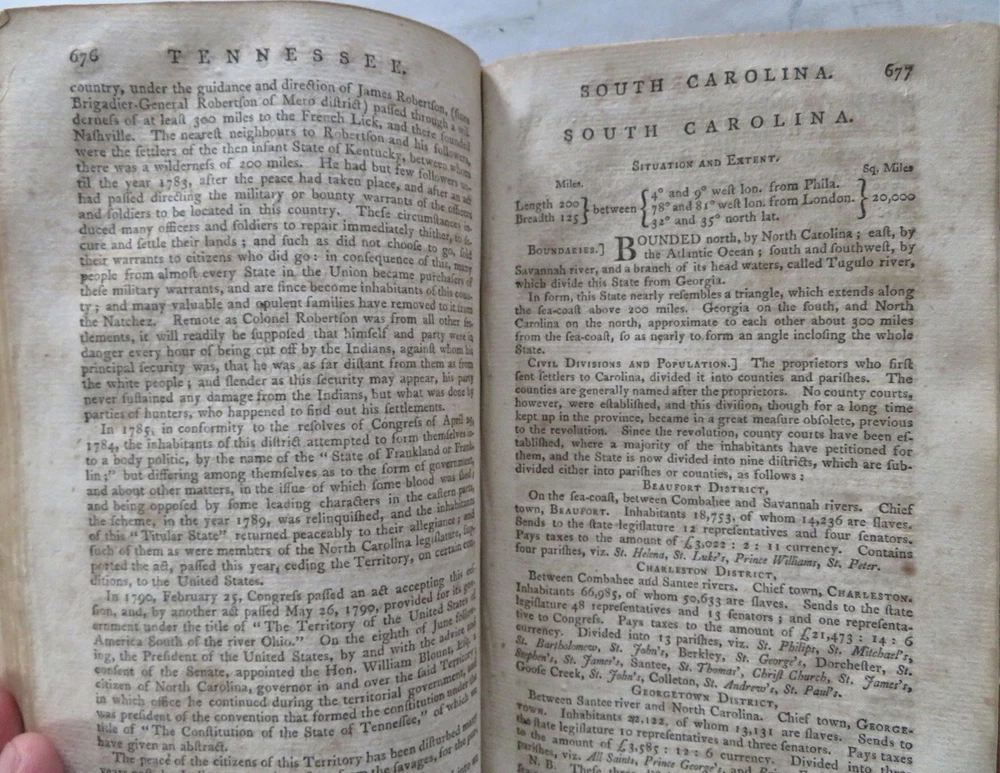 676 TENNESSEE.
country, under the guidance and direction of James Robertſon, (ſince
Brigadier-General Robertſon of Mero diſtrict) paſſed through a wil-
derneſs of at leaſt 300 miles to the French Lick, and there founded
Naſhville. The neareſt neighbours to Robertſon and his followers,
were the ſettlers of the then infant State of Kentucky, between whom
there was a wilderneſs of 200 miles. He had but few followers un-
til the year 1783, after the peace had taken place, and after an act
had paſſed directing the military or bounty warrants of the officers
and ſoldiers to be located in this country. Theſe circumſtances in-
duced many officers and ſoldiers to repair immediately thither, to ſe-
cure and ſettle their lands; and ſuch as did not chooſe to go, ſold
their warrants to citizens who did go: in conſequence of this, many
people from almoſt every State in the Union became purchaſers of
theſe military warrants, and are ſince become inhabitants of this coun-
ty; and many valuable and opulent families have removed to it from
the Natchez. Remote as Colonel Robertſon was from all other ſet-
tlements, it will readily be ſuppoſed that himſelf and party were in
danger every hour of being cut off by the Indians, againſt whom his
principal ſecurity was, that he was as far diſtant from them as from
the white people; and ſlender as this ſecurity may appear, his party
never ſuſtained any damage from the Indians, but what was done by
parties of hunters, who happened to find out his ſettlements.
In 1785, in conformity to the reſolves of Congreſs of April 23,
1784, the inhabitants of this diſtrict attempted to form themſelves in-
to a body politic, by the name of the "State of Frankland or Frank-
lin;" but differing among themſelves as to the form of government,
and about other matters, in the iſſue of which ſome blood was ſhed;
and being oppoſed by ſome leading characters in the eaſtern parts,
the ſcheme, in the year 1789, was relinquiſhed, and the inhabitants
of this "Titular State" returned peaceably to their allegiance; and
ſuch of them as were members of the North Carolina legiſlature, ſup-
ported the act, paſſed this year, ceding the Territory, on certain con-
ditions, to the United States.
In 1790, February 25, Congreſs paſſed an act accepting this ceſ-
ſion, and, by another act paſſed May 26, 1790, provided for its gov-
ernment under the title of "The Territory of the United States in
America South of the river Ohio." On the eighth of June follow-
ing, the Preſident of the United States, by and with the advice and
conſent of the Senate, appointed the Hon. William Blount, Eſq. a
citizen of North Carolina, governor in and over the ſaid Territory;
in which office he continued during the territorial government,
was preſident of the convention that formed the conſtitution under the
title of "The Conſtitution of the State of Tenneſſee," of which we
have given an abſtract.
The peace of the citizens of this Territory has been diſturbed many
from the ſavages, for the
SOUTH CAROLINA. 677
SOUTH CAROLINA.
SITUATION AND EXTENT.
Miles. Sq. Miles
Length 200 } between { 4° and 9° weſt lon. from Phila. } 20,000
Breadth 125 78° and 81° weſt lon. from London.
32° and 35° north lat.
BOUNDARIES.] BOUNDED north, by North Carolina; eaſt, by
the Atlantic Ocean; ſouth and ſouthweſt, by
Savannah river, and a branch of its head waters, called Tugulo river,
which divide this State from Georgia.
In form, this State nearly reſembles a triangle, which extends along
the ſea-coaſt above 200 miles. Georgia on the ſouth, and North
Carolina on the north, approximate to each other about 300 miles
from the ſea-coaſt, ſo as nearly to form an angle incloſing the whole
State.
CIVIL DIVISIONS AND POPULATION.] The proprietors who firſt
ſent ſettlers to Carolina, divided it into counties and pariſhes. The
counties are generally named after the proprietors. No county courts,
however, were eſtabliſhed, and this diviſion, though for a long time
kept up in the province, became in a great meaſure obſolete, previous
to the revolution. Since the revolution, county courts have been eſ-
tabliſhed, where a majority of the inhabitants have petitioned for
them, and the State is now divided into nine diſtricts, which are ſub-
divided either into pariſhes or counties, as follows:
BEAUFORT DISTRICT,
On the ſea-coaſt, between Combahee and Savannah rivers. Chief
town, BEAUFORT. Inhabitants 18,753, of whom 14,236 are ſlaves.
Sends to the ſtate legiſlature 12 repreſentatives and four ſenators.
Pays taxes to the amount of £3,022 : 2 : 11 currency. Contains
four pariſhes, viz. St. Helena, St. Luke's, Prince Williams, St. Peter.
CHARLESTON DISTRICT,
Between Combahee and Santee rivers. Chief town, CHARLESTON.
Inhabitants 66,985, of whom 50,633 are ſlaves. Sends to the ſtate
legiſlature 48 repreſentatives and 13 ſenators; and one repreſenta-
tive to Congreſs. Pays taxes to the amount of £21,473 : 14 : 6
currency. Divided into 13 pariſhes, viz. St. Philips, St. Michael's,
St. Bartholomew, St. John's, Berkley, St. George's, Dorcheſter, St.
Stephen's, St. James's, Santee, St. Thomas', Chriſt Church, St. James's,
Gooſe Creek, St. John's, Colleton, St. Andrew's, St. Paul's.
GEORGETOWN DISTRICT,
Between Santee river and North Carolina. Chief town, GEORGE-
TOWN. Inhabitants 22,122, of whom 13,131 are ſlaves. Sends to
the ſtate legiſlature 10 repreſentatives and three ſenators. Pays taxes
to the amount of £3,585 : 12 : 6 currency. Divided into three
pariſhes, viz. All Saints, Prince George's, and Prince
N. B. Theſe three